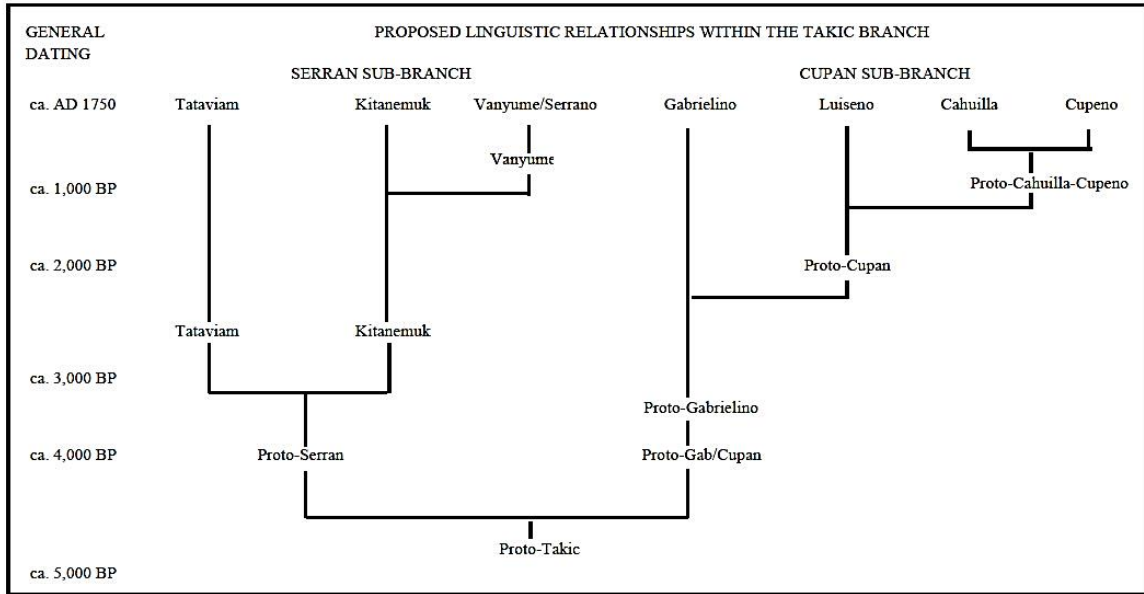 GENERAL DATING
PROPOSED LINGUISTIC RELATIONSHIPS WITHIN THE TAKIC BRANCH
SERRAN SUB-BRANCH CUPAN SUB-BRANCH
ca. AD 1750 Tataviam Kitanemuk Vanyume/Serrano Gabrielino Luiseno Cahuilla Cupeno
Vanyume
ca. 1,000 BP Proto-Cahuilla-Cupeno
ca. 2,000 BP Proto-Cupan
Tataviam Kitanemuk
ca. 3,000 BP
Proto-Gabrielino
ca. 4,000 BP Proto-Serran Proto-Gab/Cupan
Proto-Takic
ca. 5,000 BP